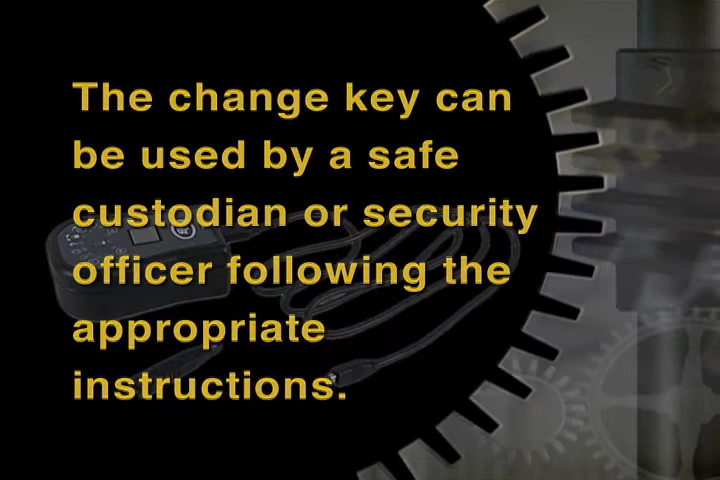 The change key can
be used by a safe
custodian or security
officer following the
appropriate
instructions.